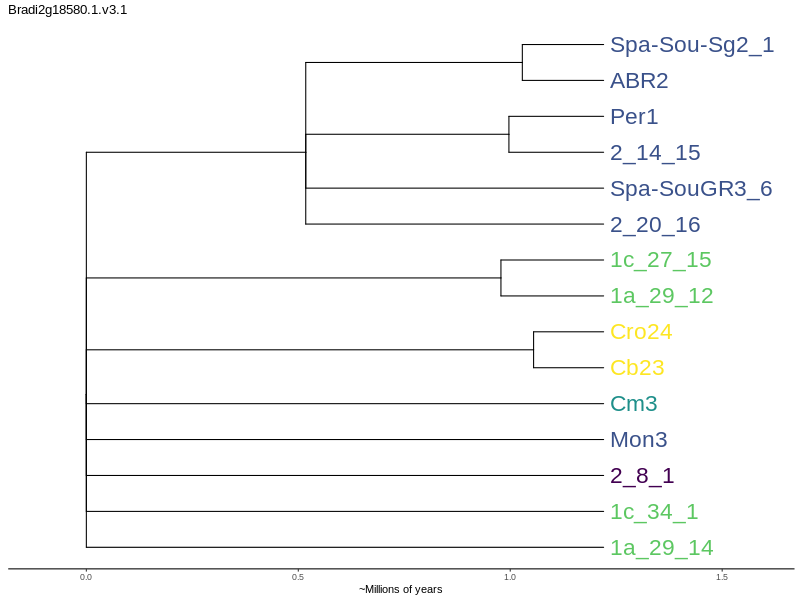 Bradi2g18580.1.v3.1
Spa-Sou-Sg2_1
ABR2
Per1
2_14_15
Spa-SouGR3_6
2_20_16
1c_27_15
1a_29_12
Cro24
Cb23
Cm3
Mon3
2_8_1
1c_34_1
1a_29_14
0.0 0.5 1.0 1.5
~Millions of years